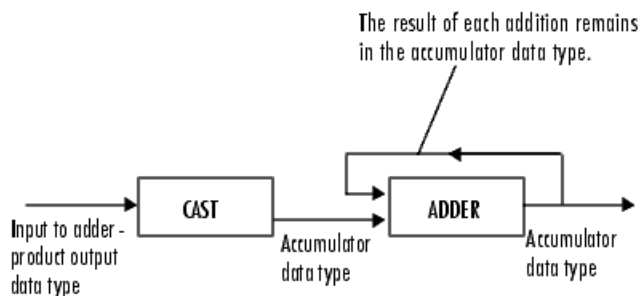 The result of each addition remains
in the accumulator data type.
CAST
ADDER
Input to adder -
product output
data type
Accumulator
data type
Accumulator
data type